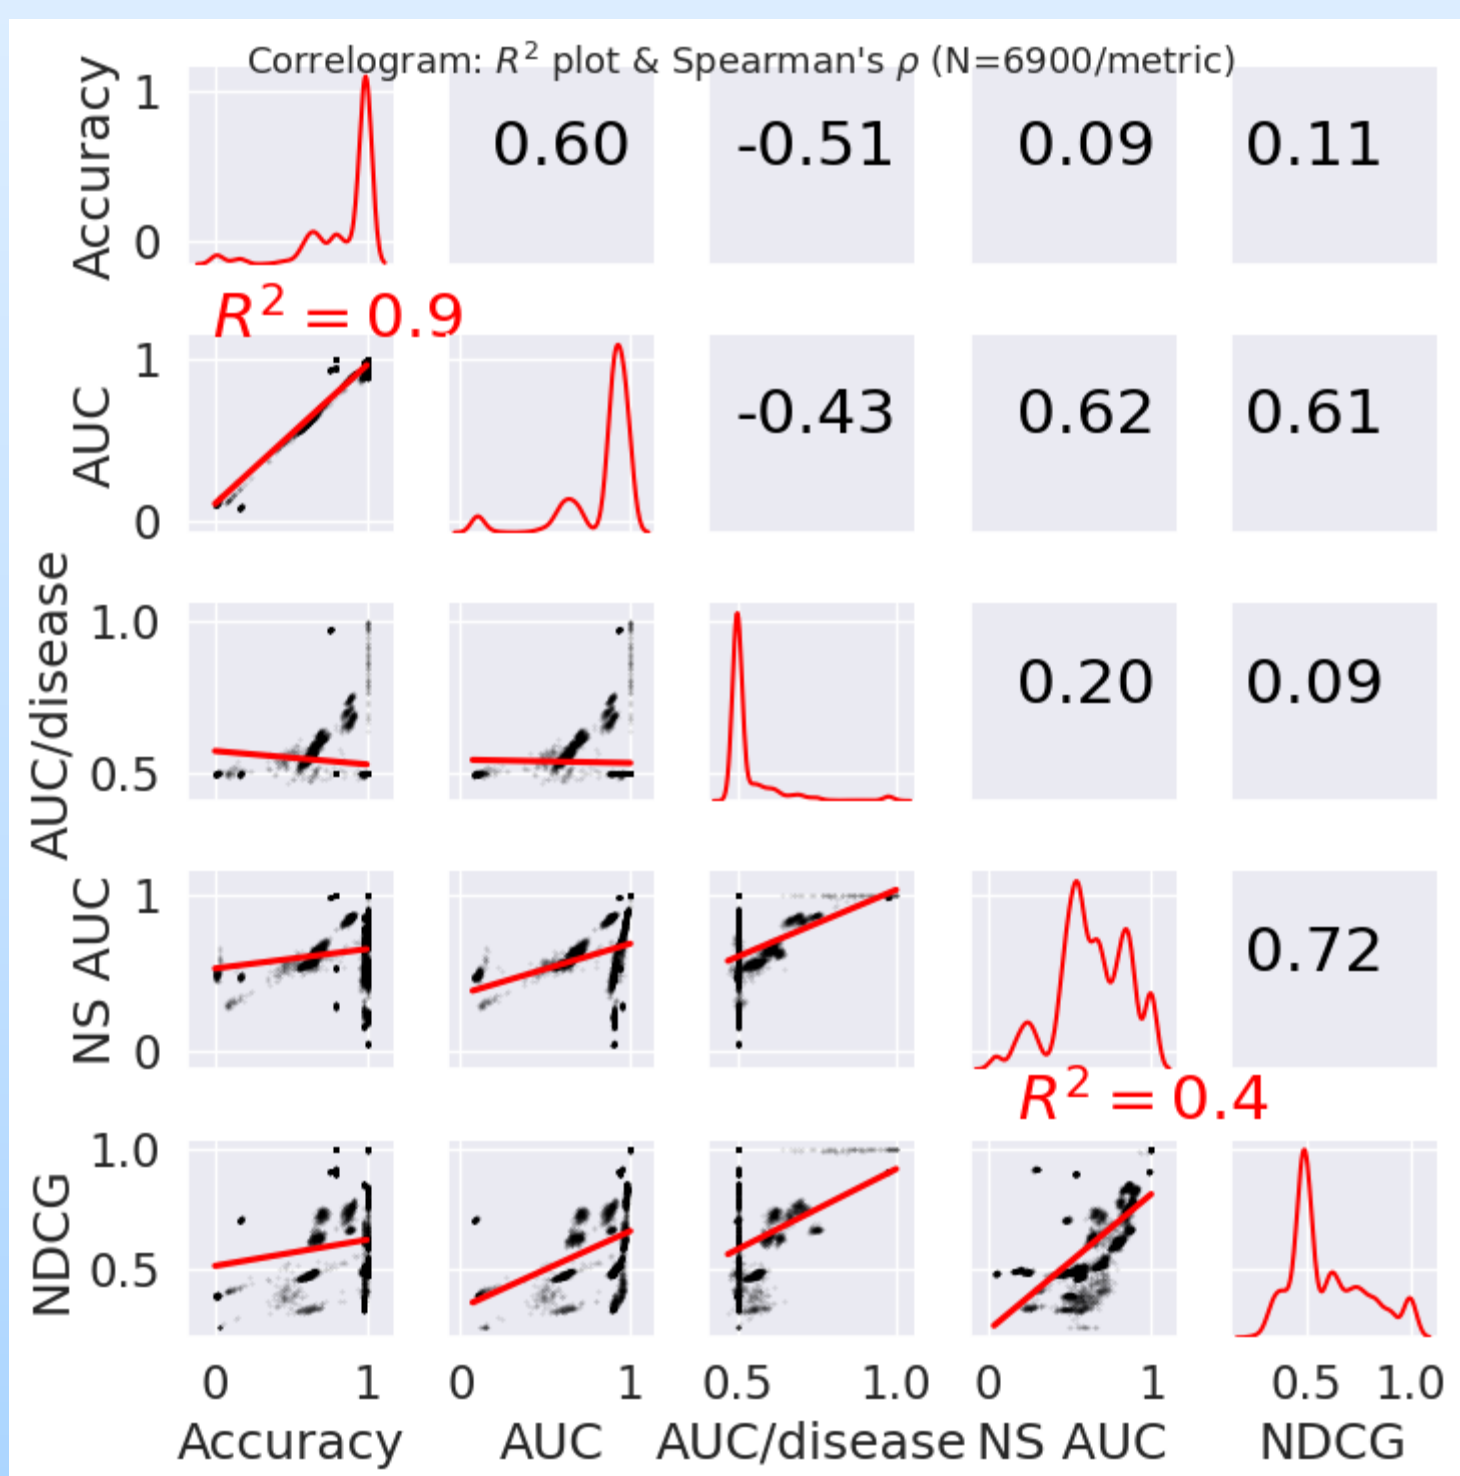 Correlogram: R² plot & Spearman's ρ (N=6900/metric)
Accuracy
1
0
0.60
-0.51
0.09
0.11
R² = 0.9
AUC
1
0
-0.43
0.62
0.61
AUC/disease
1.0
0.5
0.20
0.09
NS AUC
1
0
0.72
R² = 0.4
NDCG
1.0
0.5
0 1 0 1 0.5 1.0 0 1 0.5 1.0
Accuracy AUC AUC/disease NS AUC NDCG